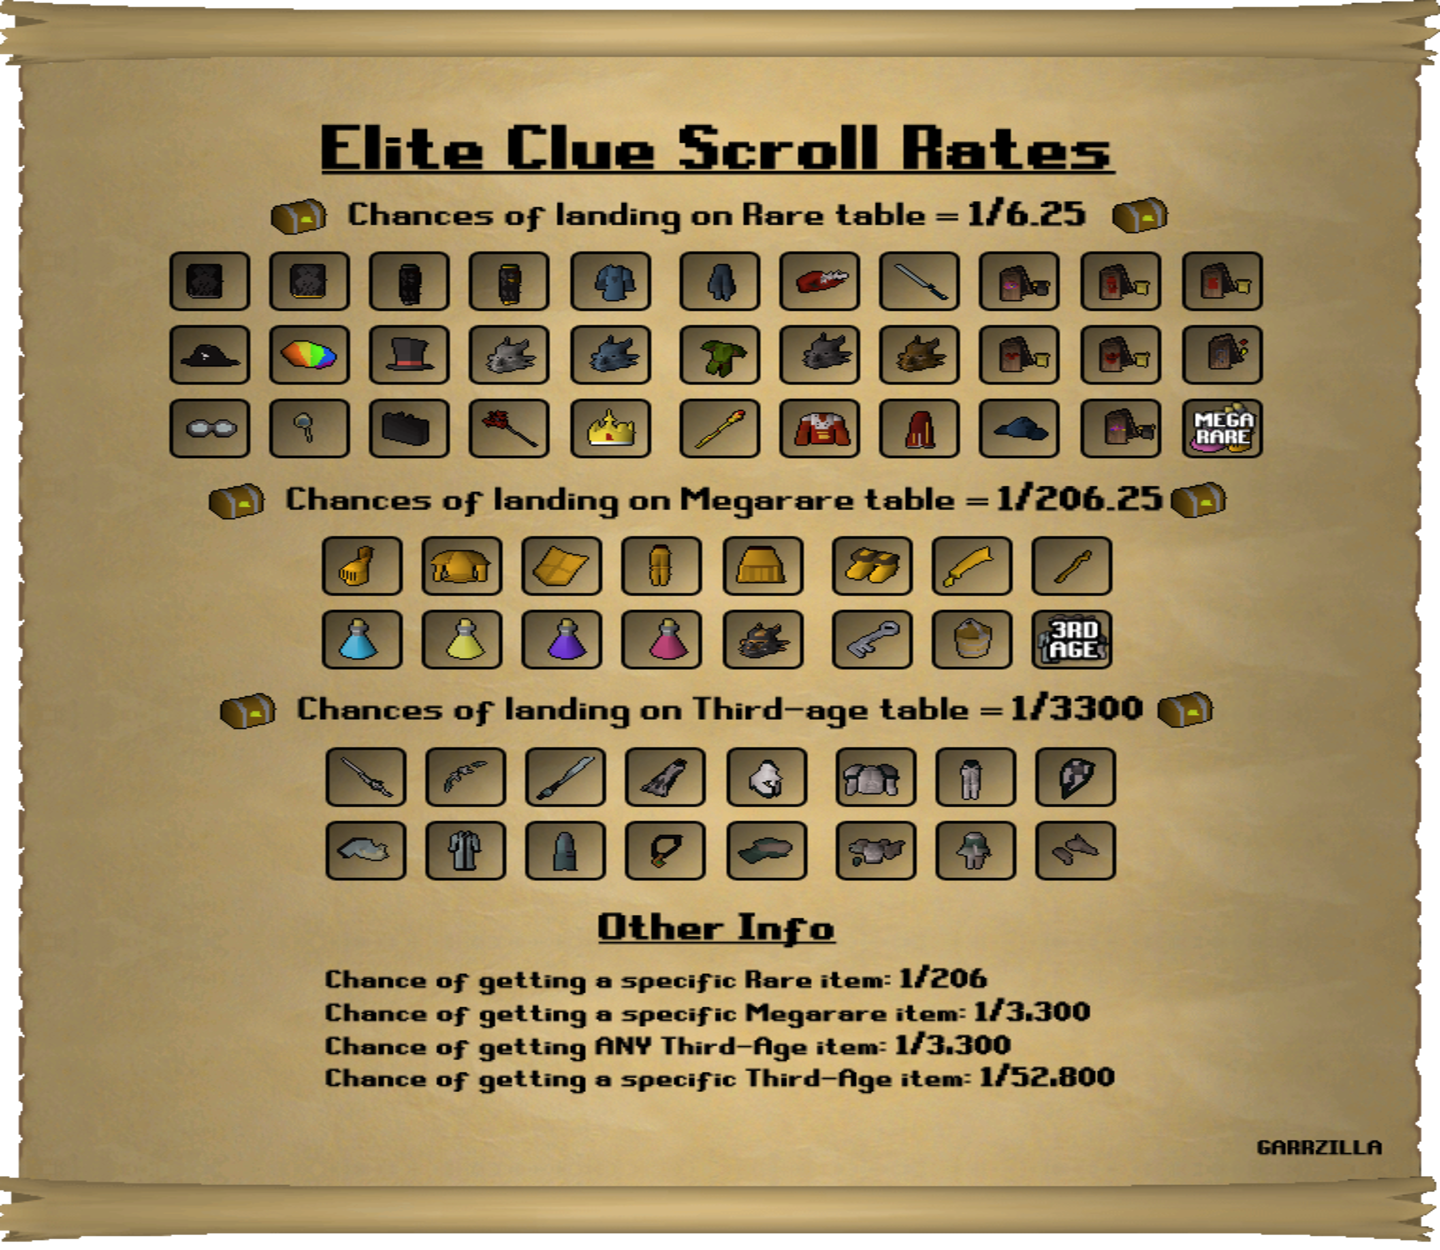 Elite Clue Scroll Rates
Chances of landing on Rare table = 1/6.25
MEGA
RARE
Chances of landing on Megarare table = 1/206.25
3RD
AGE
Chances of landing on Third-age table = 1/3300
Other Info
Chance of getting a specific Rare item: 1/206
Chance of getting a specific Megarare item: 1/3.300
Chance of getting ANY Third-Age item: 1/3.300
Chance of getting a specific Third-Age item: 1/52.800
GARRZILLA